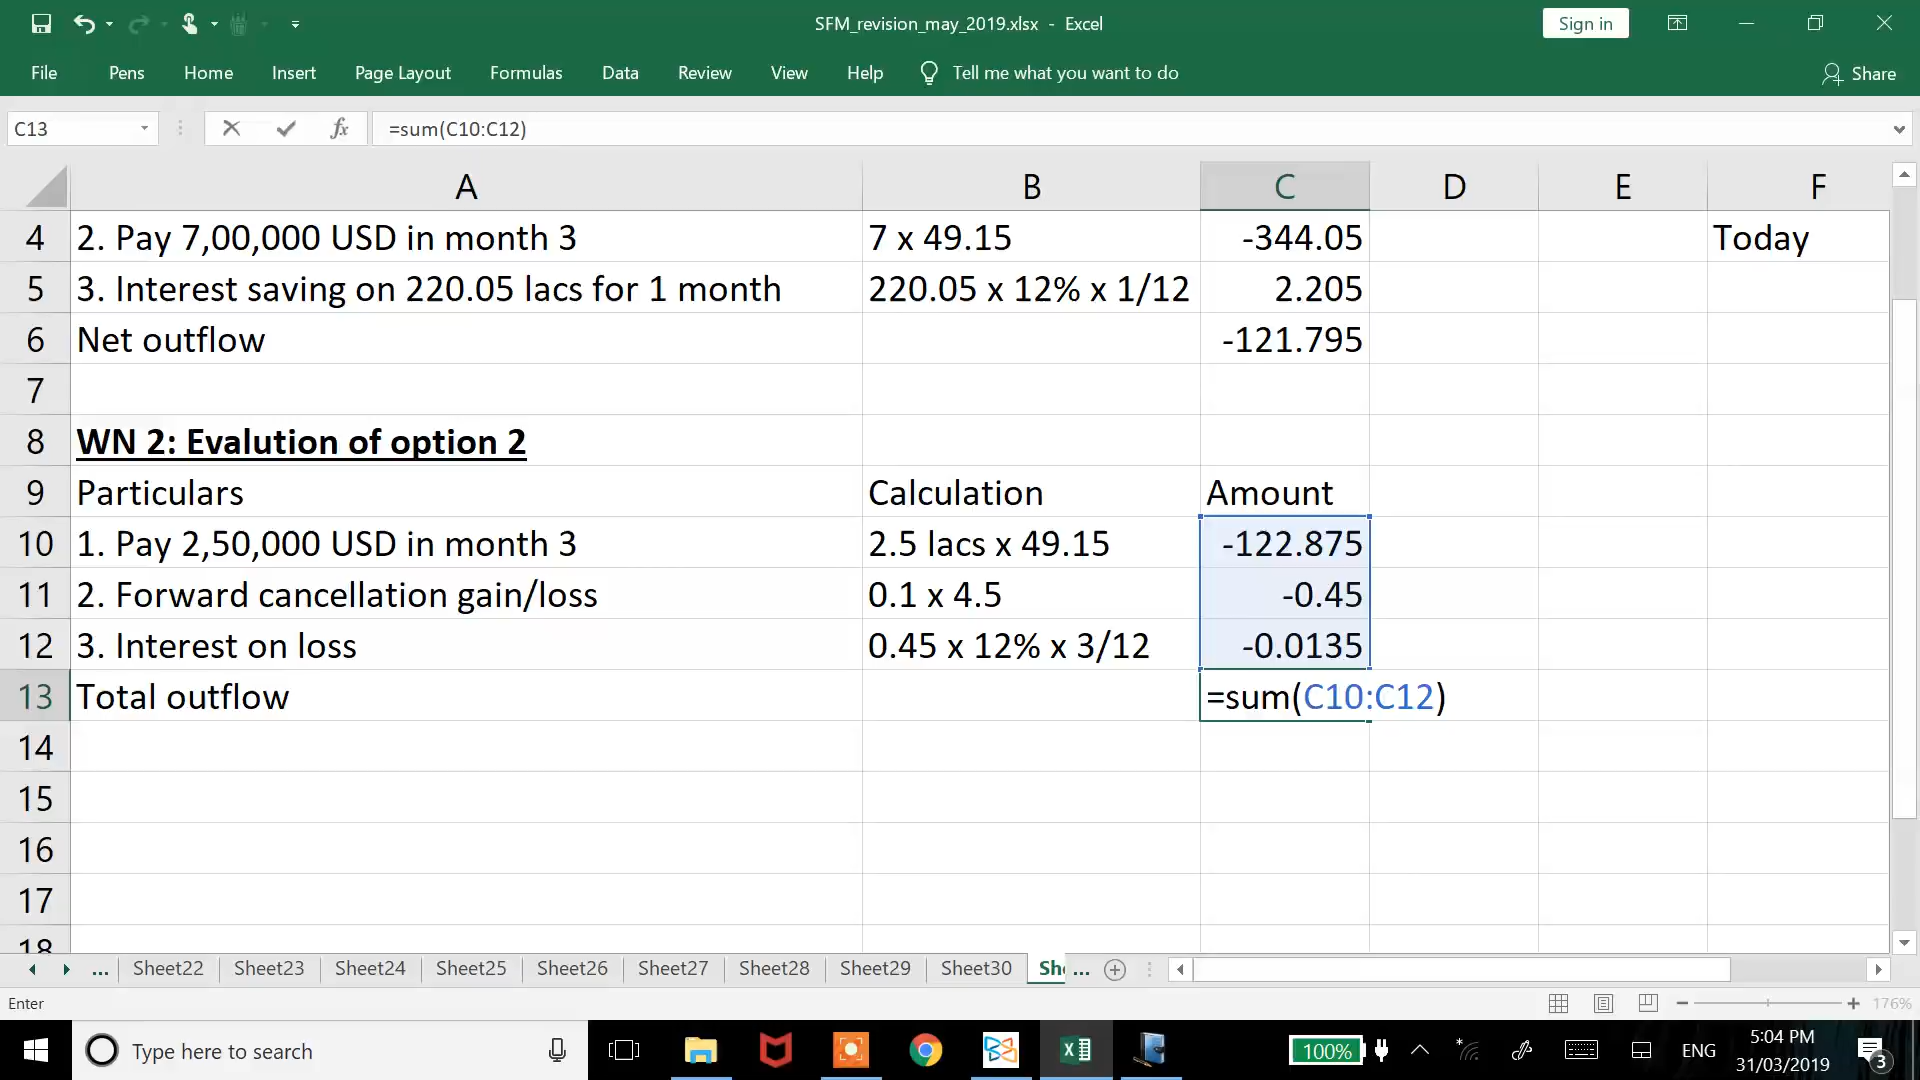 SFM_revision_may_2019.xlsx - Excel
Sign in
File Pens Home Insert Page Layout Formulas Data Review View Help Tell me what you want to do Share
C13 fx =sum(C10:C12)
A B C D E F
4 2. Pay 7,00,000 USD in month 3 7 x 49.15 -344.05 Today
5 3. Interest saving on 220.05 lacs for 1 month 220.05 x 12% x 1/12 2.205
6 Net outflow -121.795
7
8 WN 2: Evalution of option 2
9 Particulars Calculation Amount
10 1. Pay 2,50,000 USD in month 3 2.5 lacs x 49.15 -122.875
11 2. Forward cancellation gain/loss 0.1 x 4.5 -0.45
12 3. Interest on loss 0.45 x 12% x 3/12 -0.0135
13 Total outflow =sum(C10:C12)
14
15
16
17
18
... Sheet22 Sheet23 Sheet24 Sheet25 Sheet26 Sheet27 Sheet28 Sheet29 Sheet30 She ...
Enter 176%
Type here to search 100% ENG 5:04 PM
31/03/2019 3